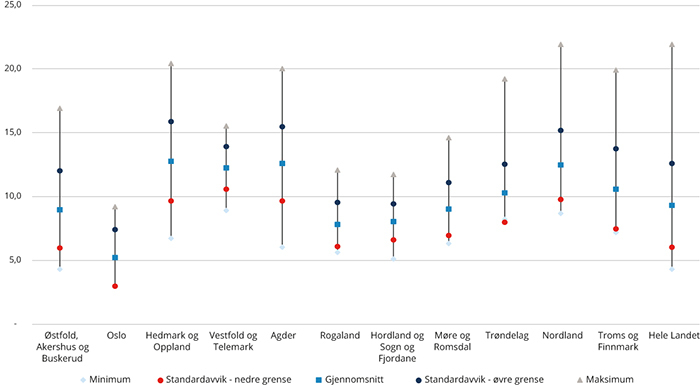 25,0
20,0
15,0
10,0
5,0
-
Østfold,
Akershus og
Buskerud
Oslo
Hedmark og
Oppland
Vestfold og
Telemark
Agder
Rogaland
Hordland og
Sogn og
Fjordane
Møre og
Romsdal
Trøndelag
Nordland
Troms og
Finnmark
Hele Landet
Minimum
Standardavvik - nedre grense
Gjennomsnitt
Standardavvik - øvre grense
Maksimum